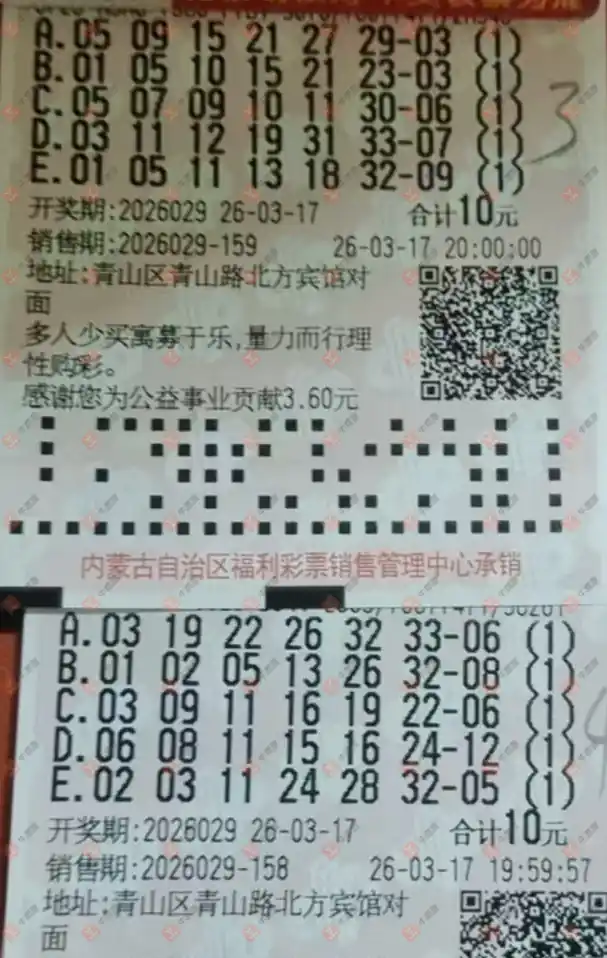 A.05 09 15 21 27 29-03 (1)
B.01 05 10 15 21 23-03 (1)
C.05 07 09 10 11 30-06 (1)
D.03 11 12 19 31 33-07 (1)
E.01 05 11 13 18 32-09 (1)
3
开奖期:2026029 26-03-17 合计10元
销售期:2026029-159 26-03-17 20:00:00
地址:青山区青山路北方宾馆对
面
多人少买寓募于乐,量力而行理
性购彩。
感谢您为公益事业贡献3.60元
内蒙古自治区福利彩票销售管理中心承销
A.03 19 22 26 32 33-06 (1)
B.01 02 05 13 26 32-08 (1)
C.03 09 11 16 19 22-06 (1)
D.06 08 11 15 16 24-12 (1)
E.02 03 11 24 28 32-05 (1)
开奖期:2026029 26-03-17 合计10元
销售期:2026029-158 26-03-17 19:59:57
地址:青山区青山路北方宾馆对
面